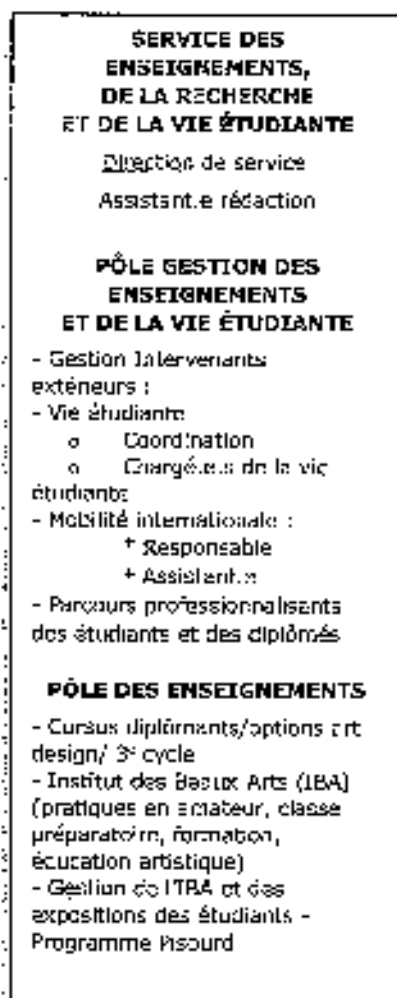 SERVICE DES
ENSEIGNEMENTS,
DE LA RECHERCHE
ET DE LA VIE ÉTUDIANTE
Direction de service
Assistant.e rédaction
PÔLE GESTION DES
ENSEIGNEMENTS
ET DE LA VIE ÉTUDIANTE
- Gestion Intervenants
extérieurs :
- Vie étudiante
o Coordination
o Chargé.e.s de la vie
étudiante
- Mobilité internationale :
* Responsable
* Assistant.e
- Parcours professionnalisants
des étudiants et des diplômés
PÔLE DES ENSEIGNEMENTS
- Cursus diplômants/options art
design/ 3e cycle
- Institut des Beaux Arts (IBA)
(pratiques en amateur, classe
préparatoire, formation,
éducation artistique)
- Gestion de l'IBA et des
expositions des étudiants -
Programme